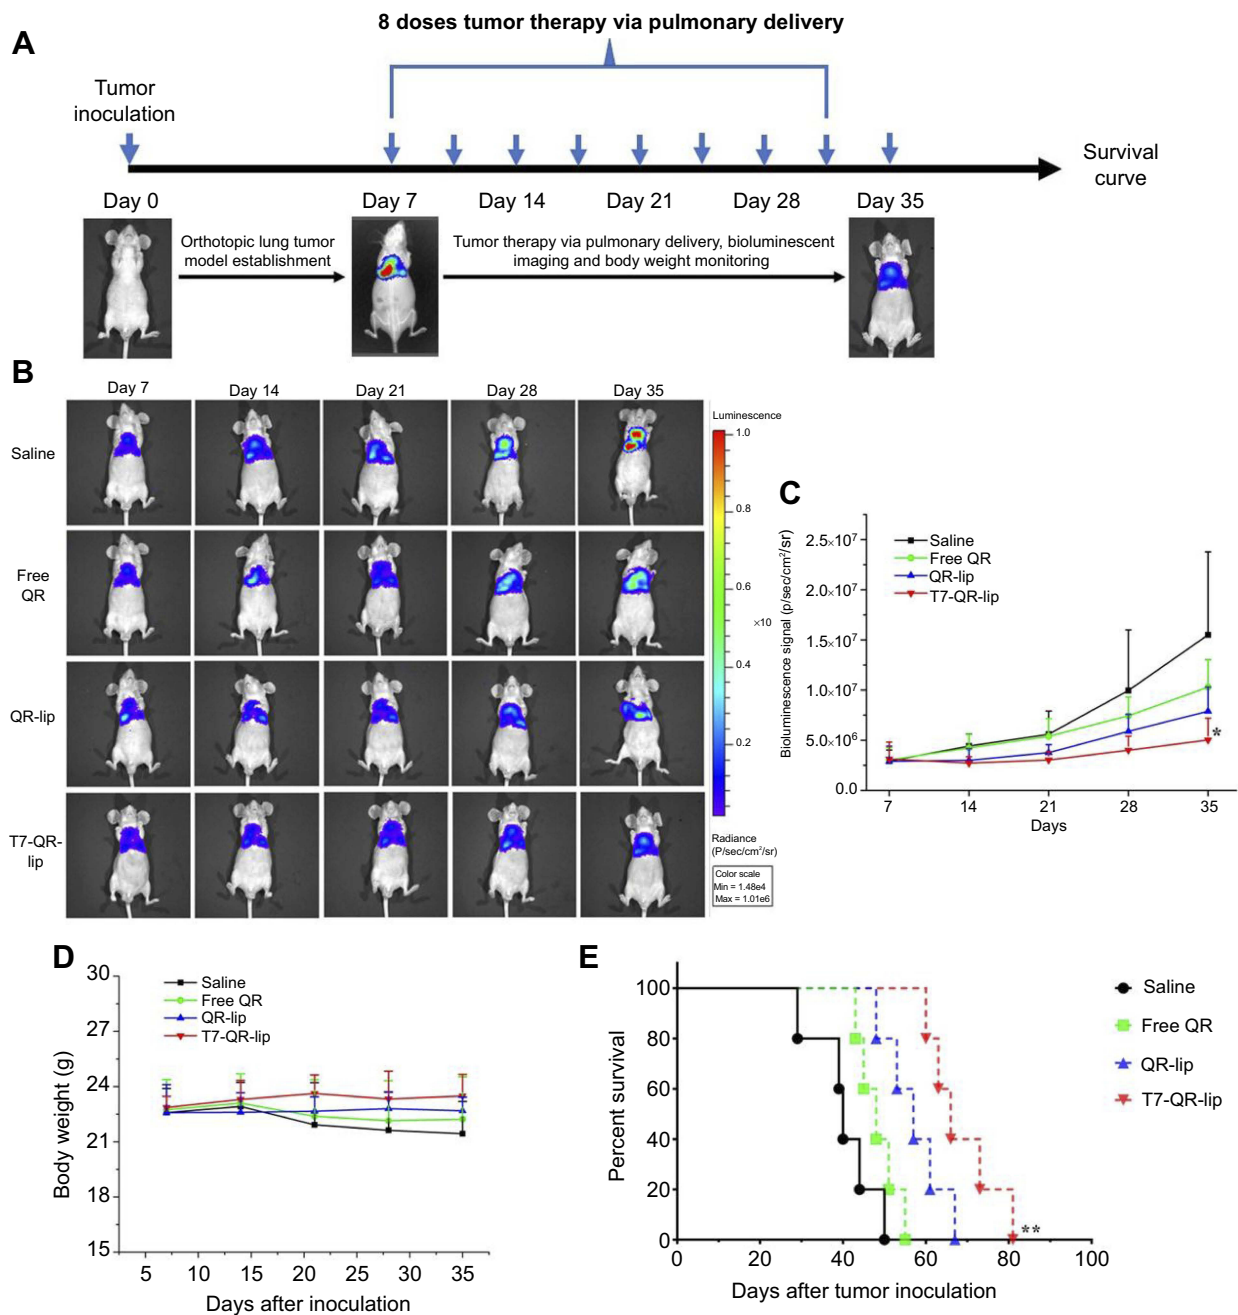 A
8 doses tumor therapy via pulmonary delivery
Tumor
inoculation
Survival
curve
Day 0
Day 7
Day 14
Day 21
Day 28
Day 35
Orthotopic lung tumor
model establishment
Tumor therapy via pulmonary delivery, bioluminescent
imaging and body weight monitoring
B
Day 7
Day 14
Day 21
Day 28
Day 35
Saline
Free
QR
QR-lip
T7-QR-
lip
Luminescence
1.0
0.8
0.6
×10
0.4
0.2
Radiance
(P/sec/cm²/sr)
Color scale
Min = 1.48e4
Max = 1.01e6
C
Bioluminescence signal (p/sec/cm²/sr)
2.5×10⁷
2.0×10⁷
1.5×10⁷
1.0×10⁷
5.0×10⁶
0.0
Saline
Free QR
QR-lip
T7-QR-lip
*
7
14
21
28
35
Days
D
Body weight (g)
30
27
24
21
18
15
Saline
Free QR
QR-lip
T7-QR-lip
5
10
15
20
25
30
35
Days after inoculation
E
Percent survival
100
80
60
40
20
0
Saline
Free QR
QR-lip
T7-QR-lip
**
0
20
40
60
80
100
Days after tumor inoculation